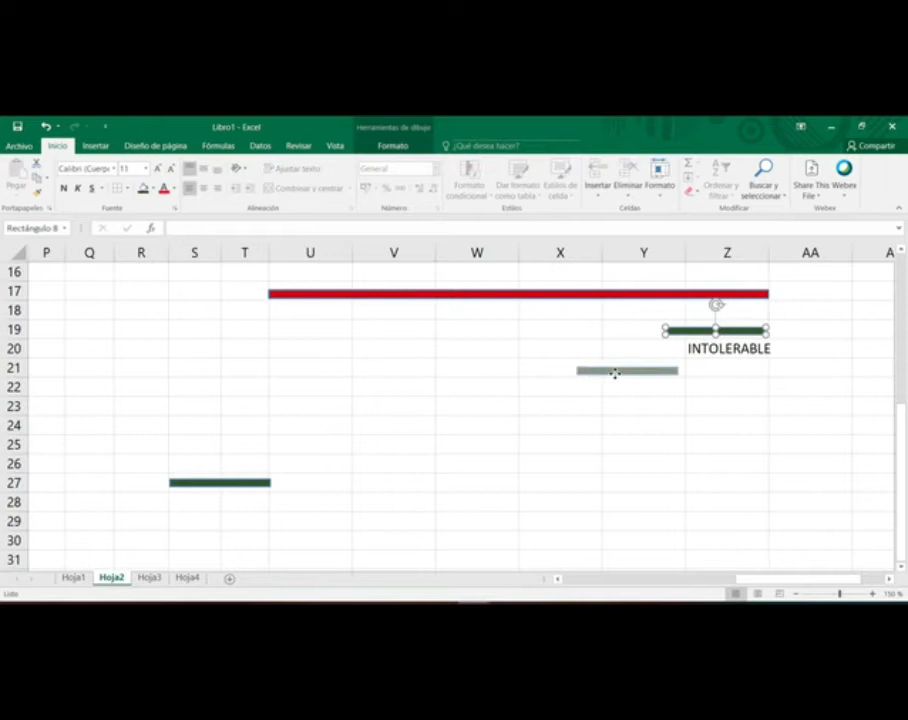 Libro1 - Excel
Herramientas de dibujo
Archivo Inicio Insertar Diseño de página Fórmulas Datos Revisar Vista Formato ¿Qué desea hacer? Compartir
Pegar
Calibri (Cuerpo 11
N K S
Ajustar texto
Combinar y centrar
General
Formato condicional
Dar formato como tabla
Estilos de celda
Insertar Eliminar Formato
Ordenar y filtrar
Buscar y seleccionar
Share This File
Webex
Portapapeles Fuente Alineación Número Estilos Celdas Modificar Webex
Rectángulo 8
fx
P Q R S T U V W X Y Z AA A
16
17
18
19
20 INTOLERABLE
21
22
23
24
25
26
27
28
29
30
31
Hoja1 Hoja2 Hoja3 Hoja4
Listo 150 %